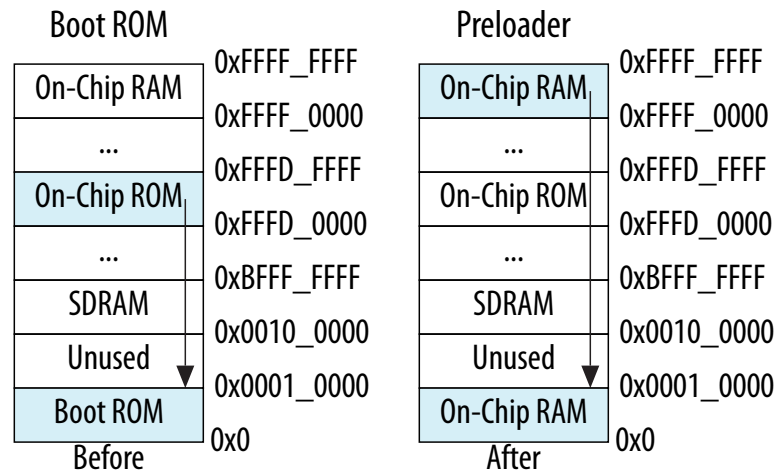 Boot ROM
0xFFFF_FFFF
On-Chip RAM
0xFFFF_0000
...
0xFFFD_FFFF
On-Chip ROM
0xFFFD_0000
...
0xBFFF_FFFF
SDRAM
0x0010_0000
Unused
0x0001_0000
Boot ROM
0x0
Before
Preloader
0xFFFF_FFFF
On-Chip RAM
0xFFFF_0000
...
0xFFFD_FFFF
On-Chip ROM
0xFFFD_0000
...
0xBFFF_FFFF
SDRAM
0x0010_0000
Unused
0x0001_0000
On-Chip RAM
0x0
After